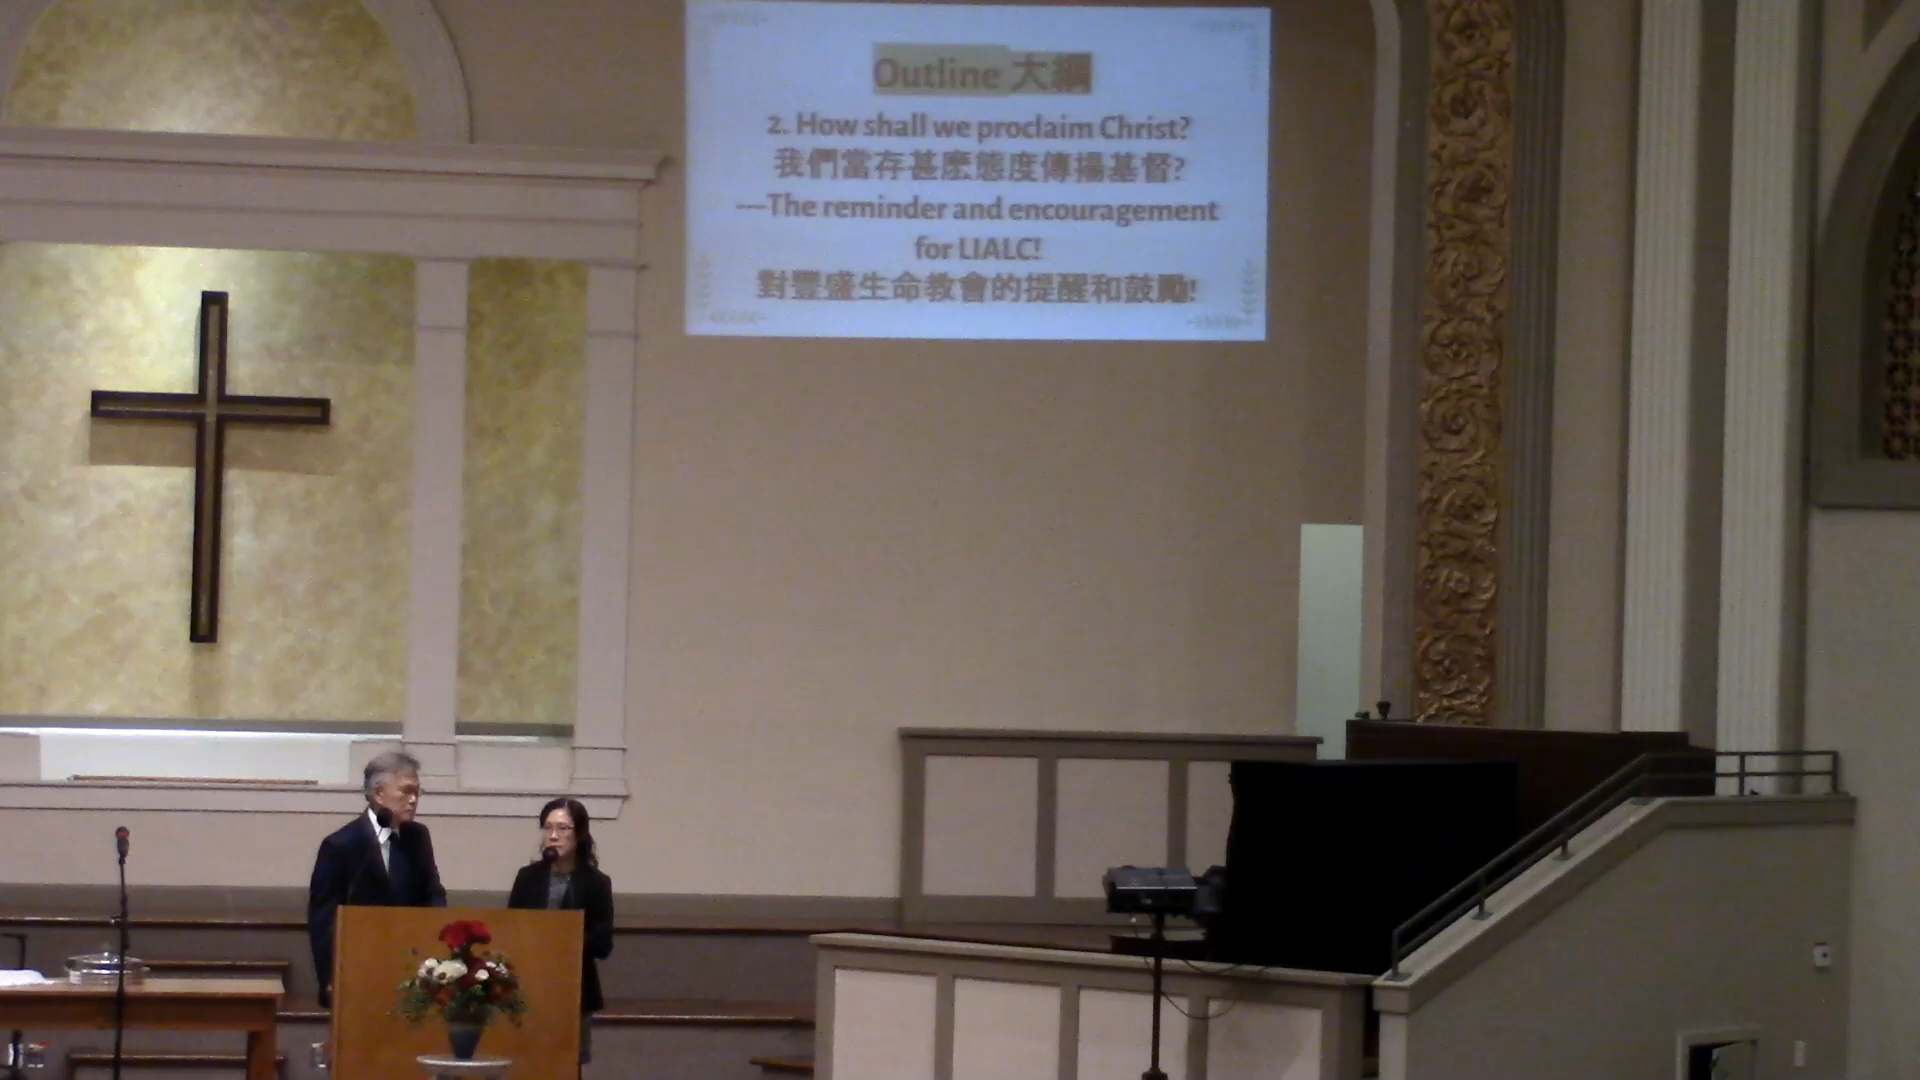 Outline 大綱
2. How shall we proclaim Christ?
我們當存甚麽態度傳揚基督?
—The reminder and encouragement
for LIALC!
對豐盛生命教會的提醒和鼓勵!